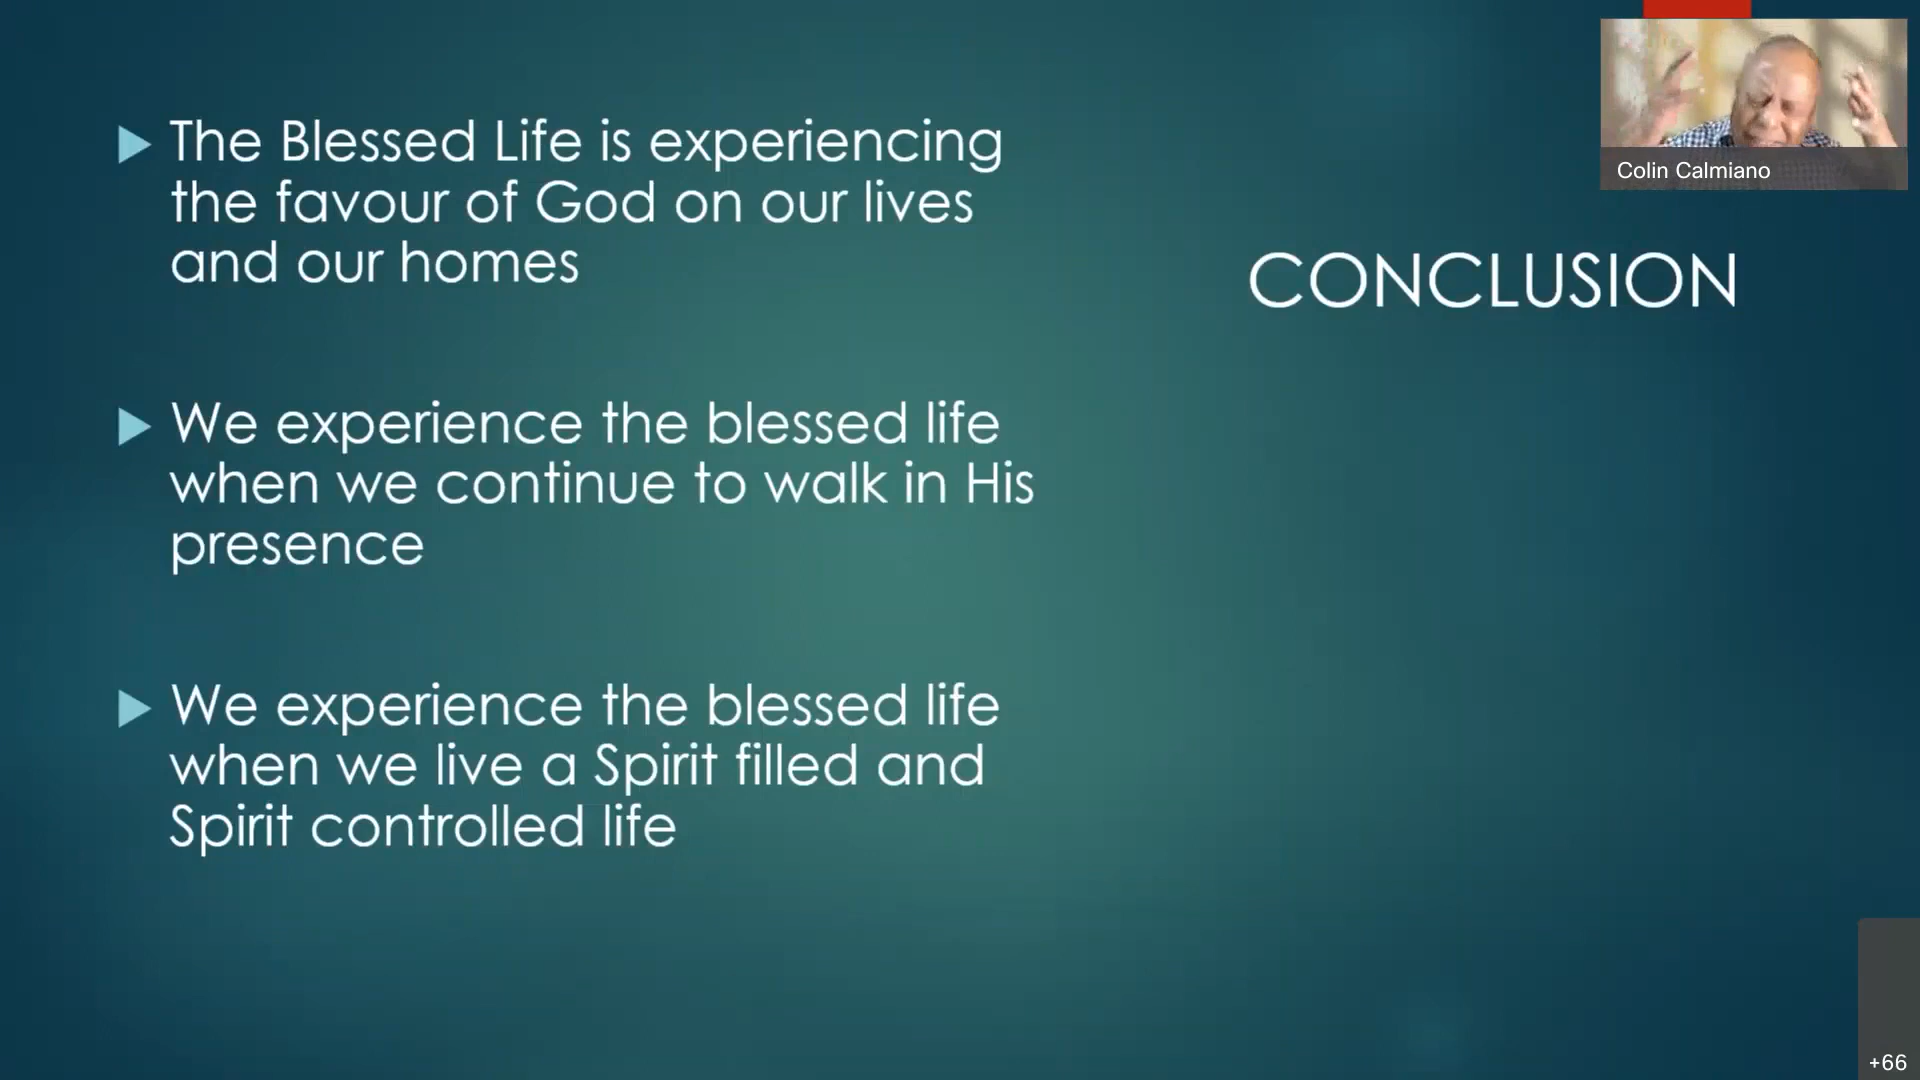 The Blessed Life is experiencing
the favour of God on our lives
and our homes
We experience the blessed life
when we continue to walk in His
presence
We experience the blessed life
when we live a Spirit filled and
Spirit controlled life
CONCLUSION
Colin Calmiano
+66